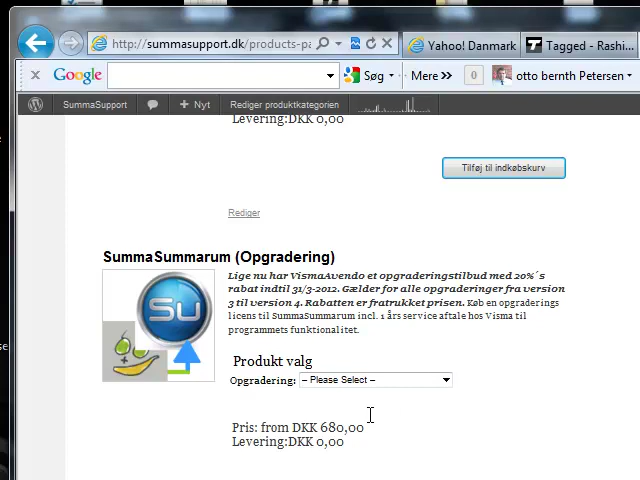 http://summasupport.dk/products-pa
Yahoo! Danmark
Tagged - Rashi...
Google
Søg
Mere »
0
otto bernth Petersen
SummaSupport
+ Nyt
Rediger produktkategorien
Levering:DKK 0,00
Tilføj til indkøbskurv
Rediger
SummaSummarum (Opgradering)
Lige nu har VismaAvendo et opgraderingstilbud med 20%´s
rabat indtil 31/3-2012. Gælder for alle opgraderinger fra version
3 til version 4. Rabatten er fratrukket prisen. Køb en opgraderings
licens til SummaSummarum incl. 1 års service aftale hos Visma til
programmets funktionalitet.
Su
Produkt valg
Opgradering: – Please Select –
Pris: from DKK 680,00
Levering:DKK 0,00